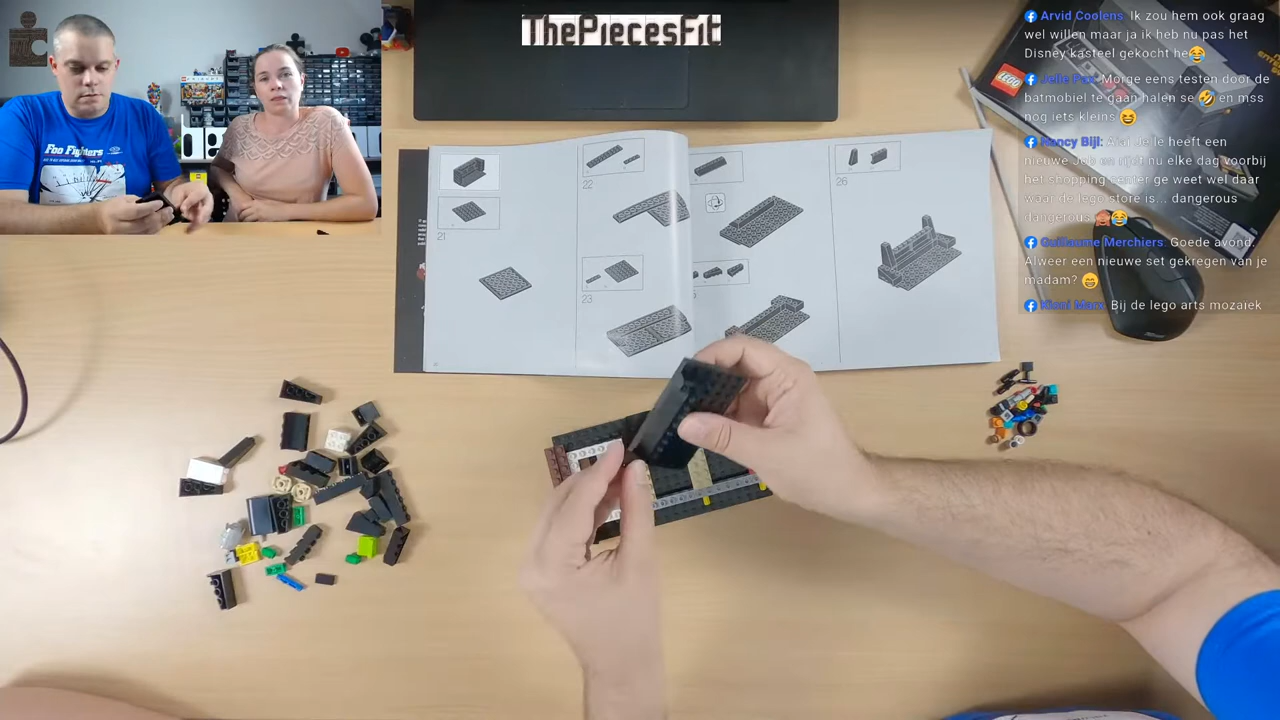 ThePiecesFit
Foo Fighters
LEGO
21
22
23
26
Arvid Coolens: Ik zou hem ook graag
wel willen maar ja ik heb nu pas het
Disney kasteel gekocht he😂
Morge eens testen door de
batmobiel te gaan halen se 🤣 en mss
nog iets kleins 😆
Nancy Bijl: Jelle heeft een
nieuwe job en rijdt nu elke dag voorbij
het shopping center ge weet wel daar
waar de lego store is... dangerous
dangerous 🙈😂
Guillaume Merchiers: Goede avond.
Alweer een nieuwe set gekregen van je
madam? 😁
Bij de lego arts mozaiek